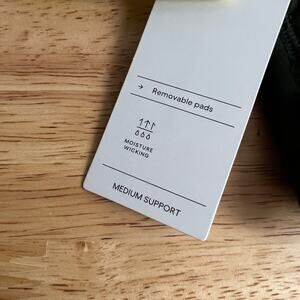 → Removable pads
MOISTURE
WICKING
MEDIUM SUPPORT